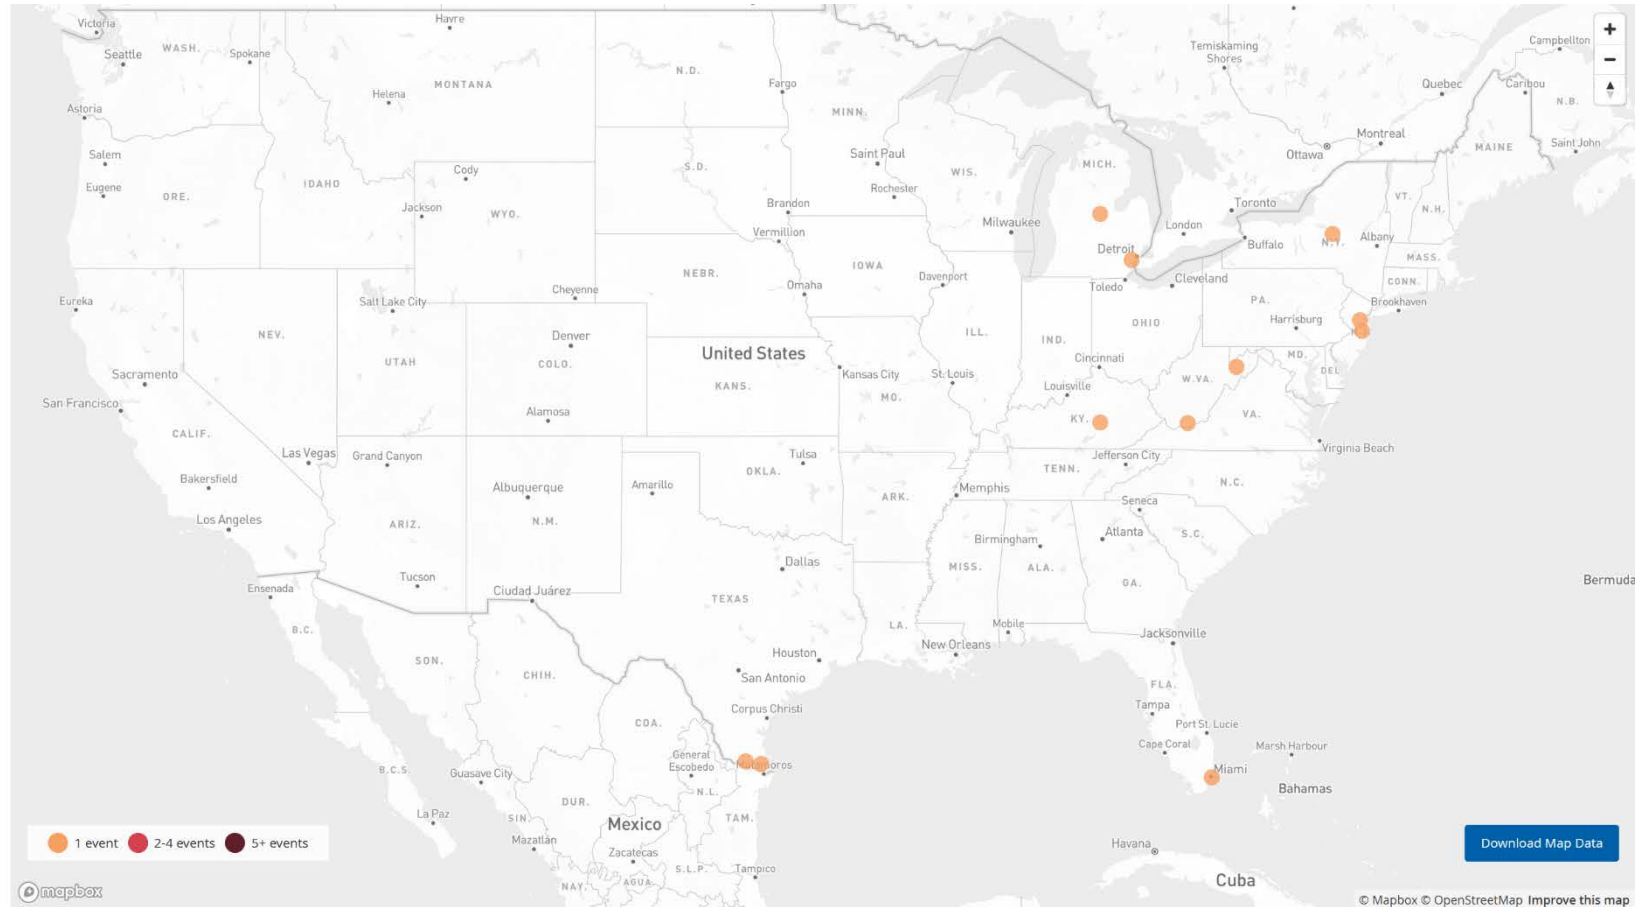 Havre
Victoria
Campbellton
WASH.
Seattle
Spokane
Temiskaming
Shores
N.D.
Fargo
MONTANA
Quebec
Caribou
Helena
N.B.
Astoria
MINN.
Montreal
Saint John
MAINE
Ottawa
Salem
Saint Paul
MICH.
S.D.
Cody
WIS.
IDAHO
Eugene
Rochester
VT.
ORE.
Brandon
Toronto
Jackson
WYO.
N.H.
Milwaukee
London
Vermillion
Albany
Buffalo
N.Y.
Detroit
MASS.
IOWA
NEBR.
Davenport
Cleveland
Omaha
Toledo
CONN.
Cheyenne
Eureka
Salt Lake City
PA.
Brookhaven
Harrisburg
OHIO
NEV.
Denver
ILL.
IND.
United States
MD.
Cincinnati
UTAH
COLO.
Sacramento
Kansas City
St. Louis
DEL
W.VA.
KANS.
Louisville
MO.
San Francisco
Alamosa
VA.
KY.
CALIF.
Virginia Beach
Las Vegas
Grand Canyon
Tulsa
Jefferson City
TENN.
OKLA.
Bakersfield
N.C.
Albuquerque
Amarillo
Memphis
ARK.
Seneca
Los Angeles
N.M.
ARIZ.
Atlanta
S.C.
Birmingham
Dallas
MISS.
ALA.
Tucson
Bermuda
GA.
Ensenada
Ciudad Juárez
TEXAS
LA.
Mobile
B.C.
Jacksonville
New Orleans
Houston
SON.
CHIH.
San Antonio
FLA.
Tampa
Corpus Christi
COA.
Port St. Lucie
Cape Coral
Marsh Harbour
General
Escobedo
Matamoros
B.C.S.
Guasave City
Miami
Bahamas
N.L.
DUR.
La Paz
SIN.
Mexico
TAM.
1 event
2-4 events
5+ events
Mazatlán
Havana
Download Map Data
Zacatecas
S.L.P.
Tampico
Cuba
NAY.
AGUA.
mapbox
© Mapbox © OpenStreetMap Improve this map